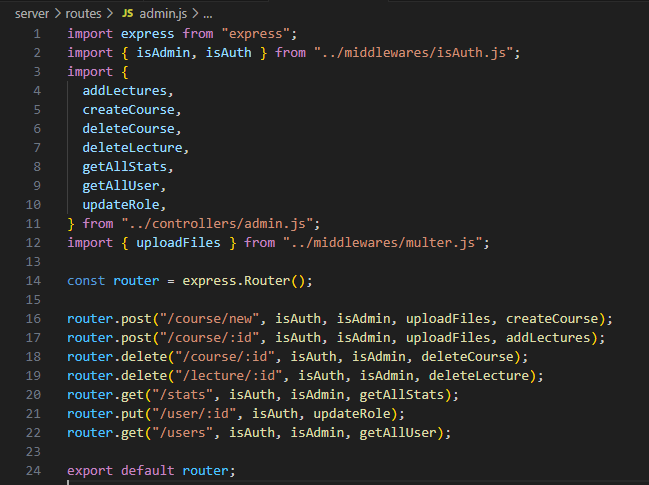 server > routes > JS admin.js > ...
1 import express from "express";
2 import { isAdmin, isAuth } from "../middlewares/isAuth.js";
3 import {
4   addLectures,
5   createCourse,
6   deleteCourse,
7   deleteLecture,
8   getAllStats,
9   getAllUser,
10   updateRole,
11 } from "../controllers/admin.js";
12 import { uploadFiles } from "../middlewares/multer.js";
13
14 const router = express.Router();
15
16 router.post("/course/new", isAuth, isAdmin, uploadFiles, createCourse);
17 router.post("/course/:id", isAuth, isAdmin, uploadFiles, addLectures);
18 router.delete("/course/:id", isAuth, isAdmin, deleteCourse);
19 router.delete("/lecture/:id", isAuth, isAdmin, deleteLecture);
20 router.get("/stats", isAuth, isAdmin, getAllStats);
21 router.put("/user/:id", isAuth, updateRole);
22 router.get("/users", isAuth, isAdmin, getAllUser);
23
24 export default router;